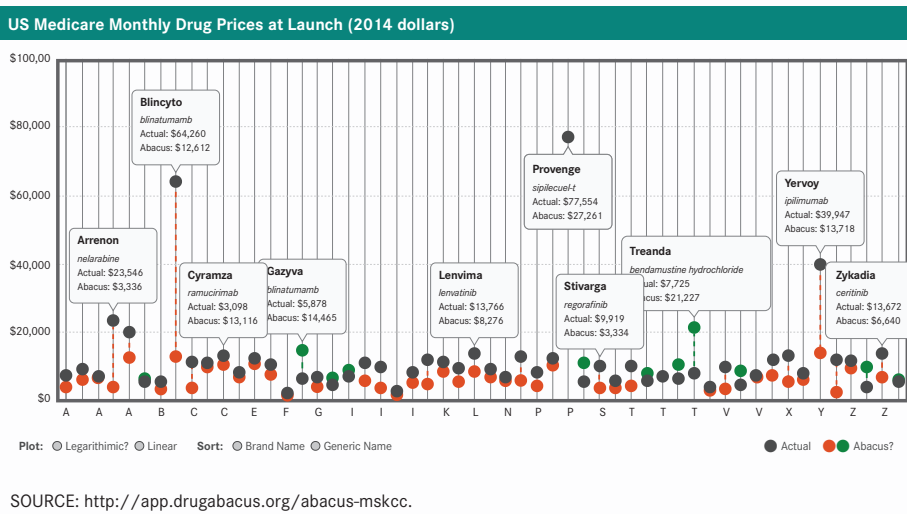 US Medicare Monthly Drug Prices at Launch (2014 dollars)
$100,00
$80,000
$60,000
$40,000
$20,000
$0
Blincyto
blinatumamb
Actual: $64,260
Abacus: $12,612
Provenge
sipilecuel-t
Actual: $77,554
Abacus: $27,261
Yervoy
ipilimumab
Actual: $39,947
Abacus: $13,718
Arrenon
nelarabine
Actual: $23,546
Abacus: $3,336
Cyramza
ramucirimab
Actual: $3,098
Abacus: $13,116
Gazyva
blinatumamb
Actual: $5,878
Abacus: $14,465
Lenvima
lenvatinib
Actual: $13,766
Abacus: $8,276
Stivarga
regorafinib
Actual: $9,919
Abacus: $3,334
Treanda
bendamustine hydrochloride
$7,725
$21,227
Zykadia
ceritinib
Actual: $13,672
Abacus: $6,640
A A A B C C E F G I I I K L N P P S T T T V V X Y Z Z
Plot: Legarithimic? Linear Sort: Brand Name Generic Name Actual Abacus?
SOURCE: http://app.drugabacus.org/abacus-mskcc.